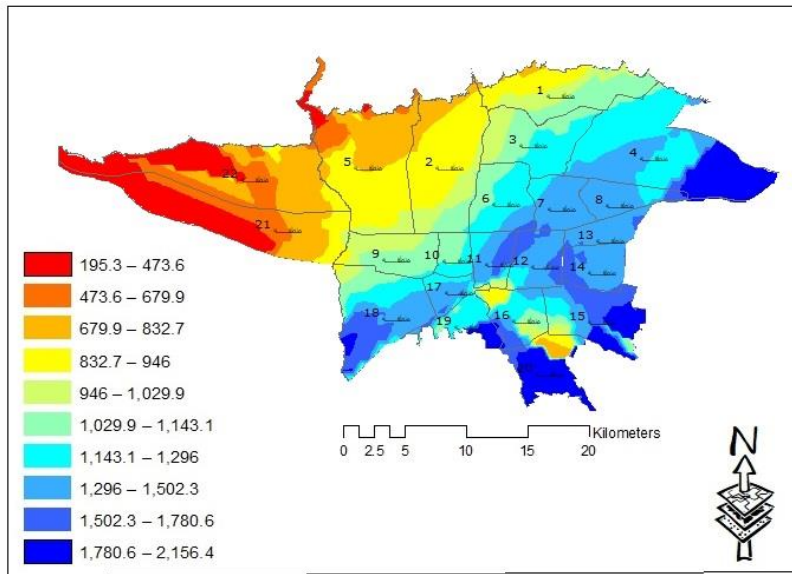 1
3
4
5
2
22
6
7
8
21
13
9
10
11
12
14
17
18
16
15
19
20
195.3 – 473.6
473.6 – 679.9
679.9 – 832.7
832.7 – 946
946 – 1,029.9
1,029.9 – 1,143.1
1,143.1 – 1,296
1,296 – 1,502.3
1,502.3 – 1,780.6
1,780.6 – 2,156.4
Kilometers
0 2.5 5 10 15 20
N